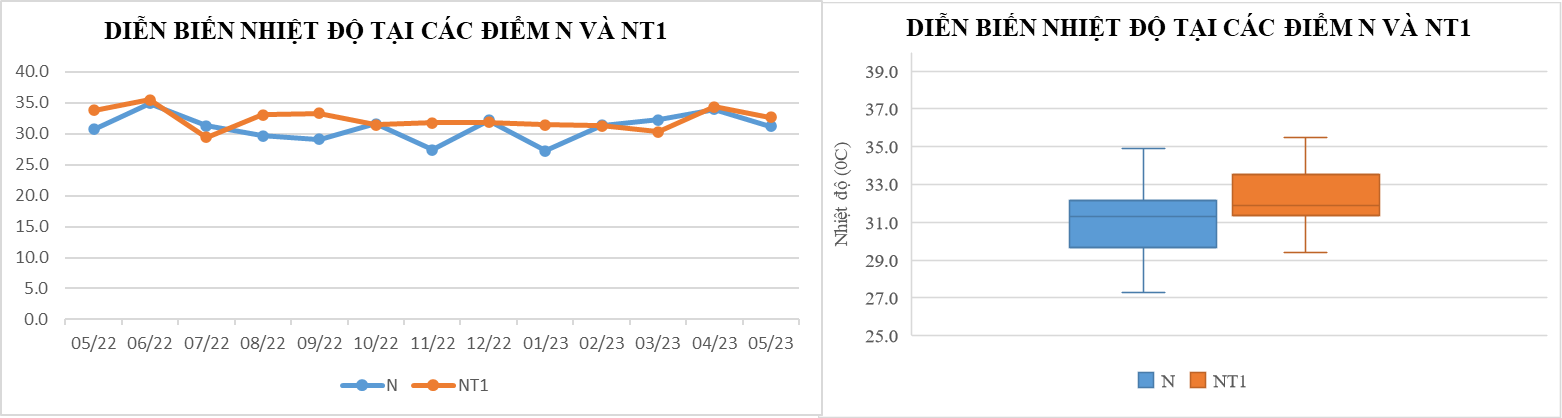 DIỄN BIẾN NHIỆT ĐỘ TẠI CÁC ĐIỂM N VÀ NT1
40.0
35.0
30.0
25.0
20.0
15.0
10.0
5.0
0.0
05/22 06/22 07/22 08/22 09/22 10/22 11/22 12/22 01/23 02/23 03/23 04/23 05/23
N NT1
DIỄN BIẾN NHIỆT ĐỘ TẠI CÁC ĐIỂM N VÀ NT1
Nhiệt độ (0C)
39.0
37.0
35.0
33.0
31.0
29.0
27.0
25.0
N NT1